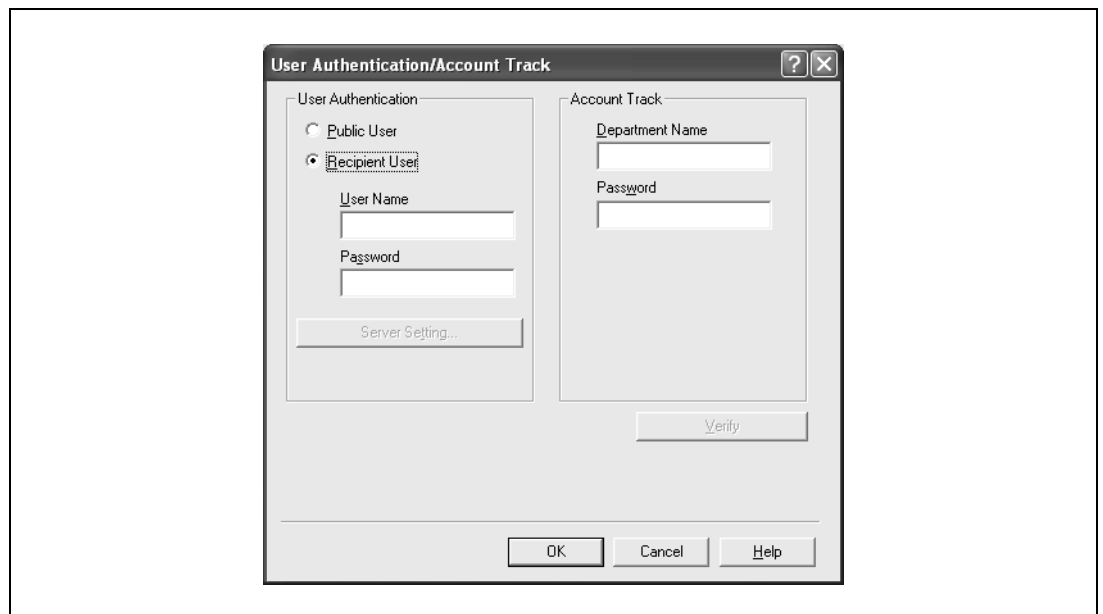 User Authentication/Account Track
User Authentication
Public User
Recipient User
User Name
Password
Server Setting...
Account Track
Department Name
Password
Verify
OK
Cancel
Help